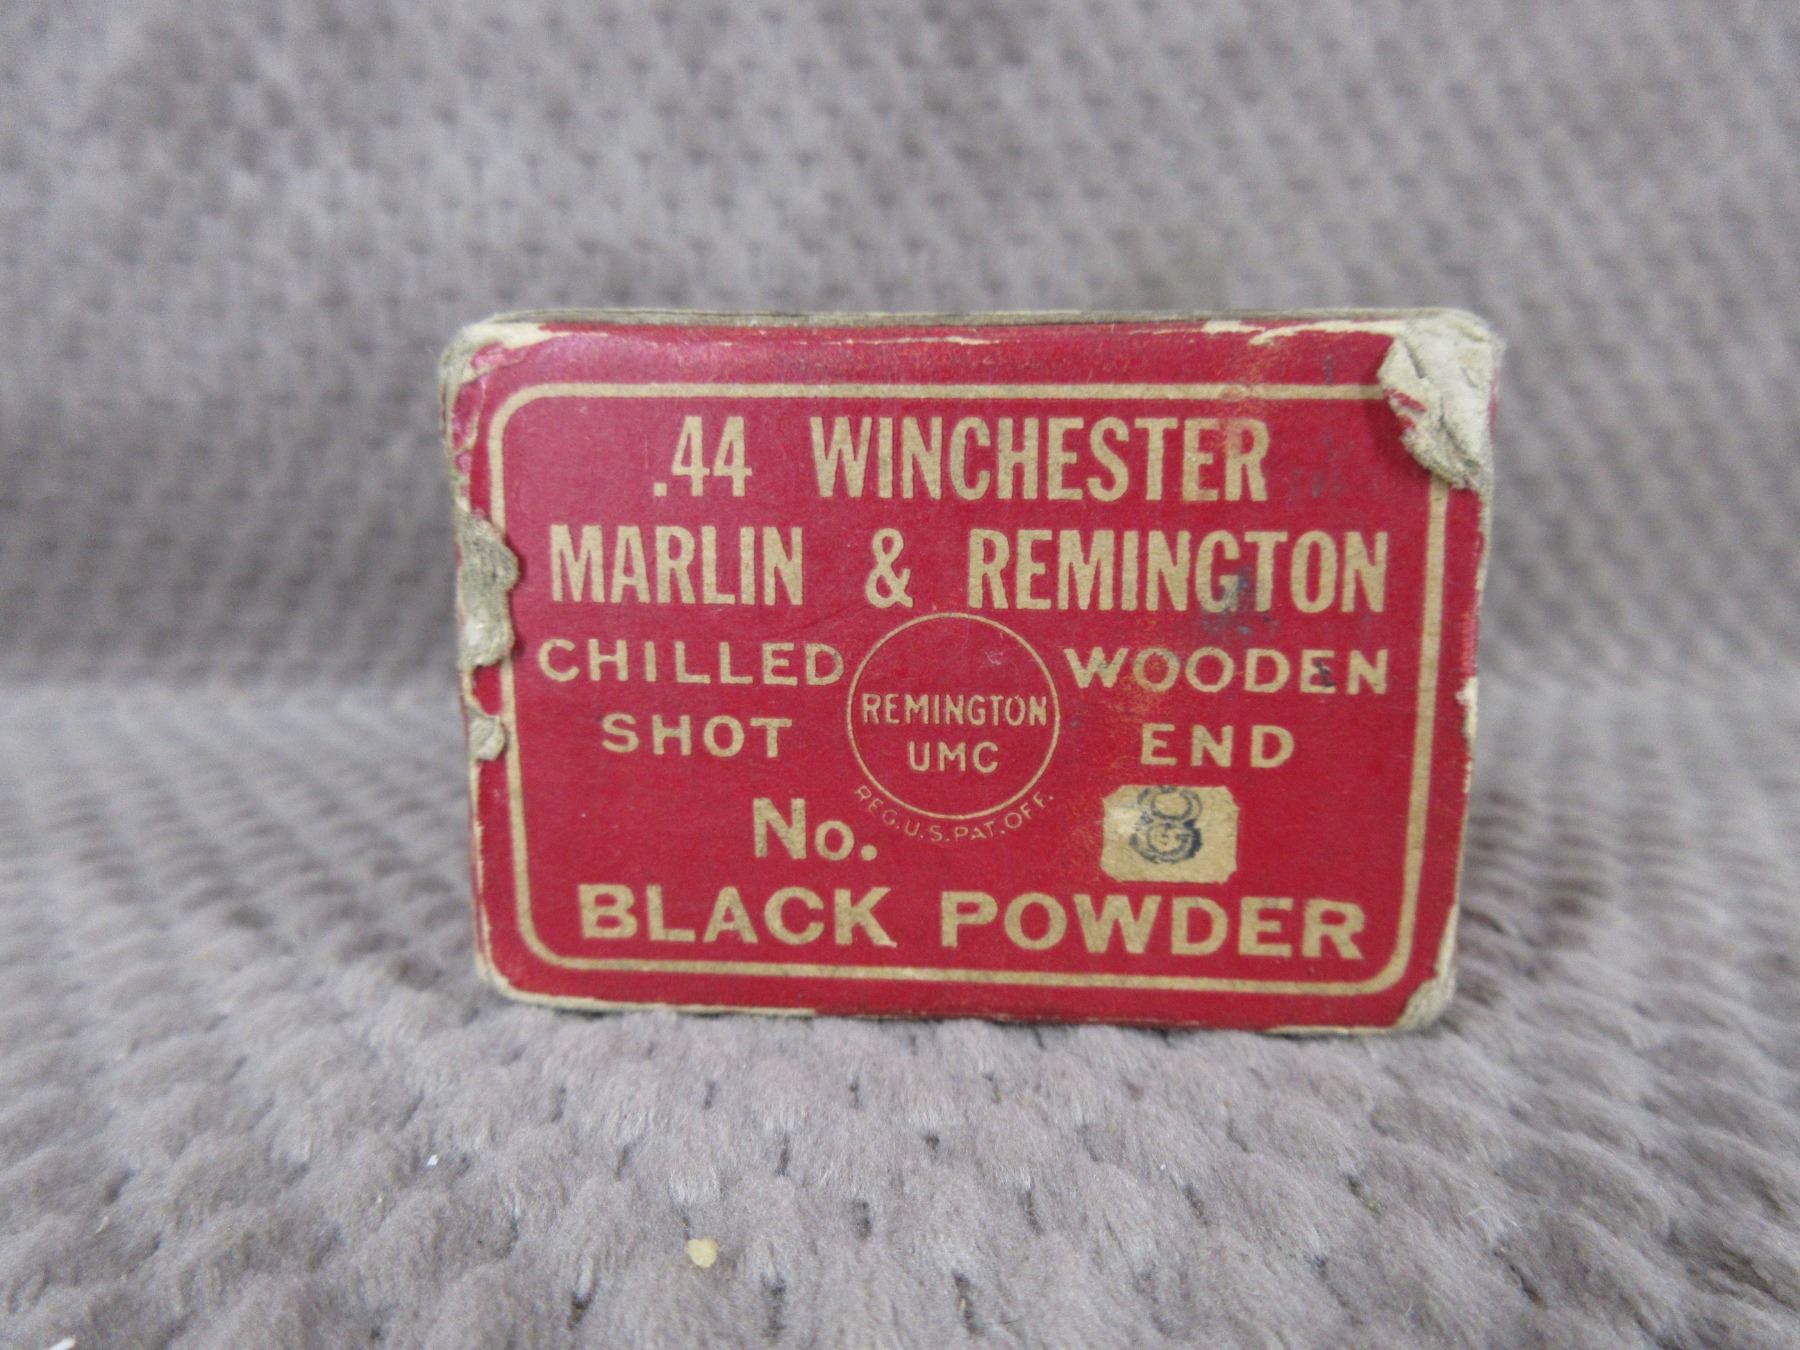 .44 WINCHESTER
MARLIN & REMINGTON
CHILLED WOODEN
SHOT END
REMINGTON
UMC
REG. U.S. PAT. OFF.
No. 8
BLACK POWDER